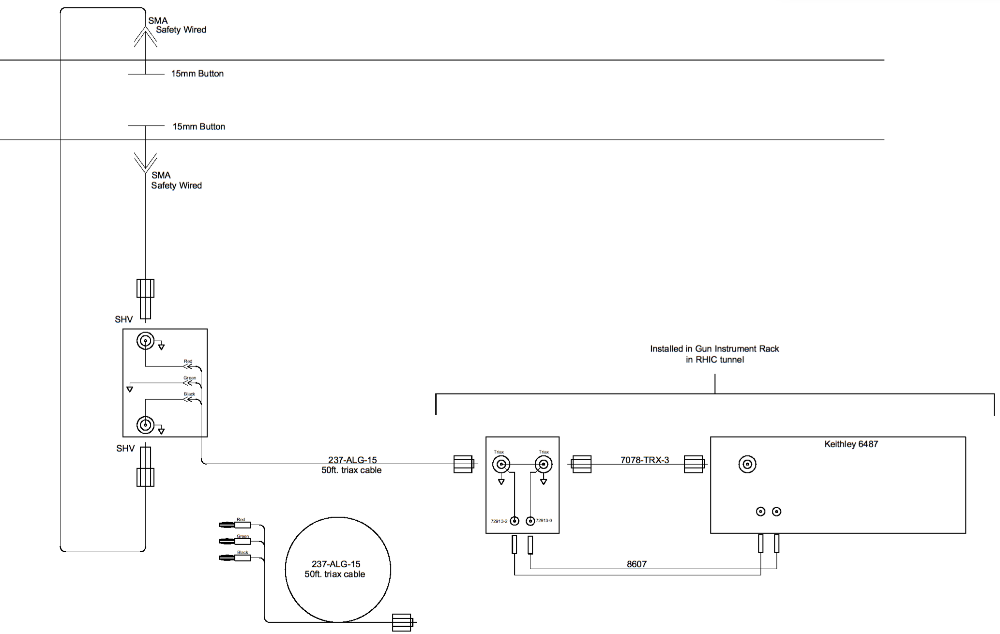 SMA
Safety Wired
15mm Button
15mm Button
SMA
Safety Wired
SHV
Red
Green
Black
SHV
Installed in Gun Instrument Rack
in RHIC tunnel
237-ALG-15
50ft. triax cable
Triax
Triax
72913-2
72913-0
7078-TRX-3
Keithley 6487
8607
Red
Green
Black
237-ALG-15
50ft. triax cable